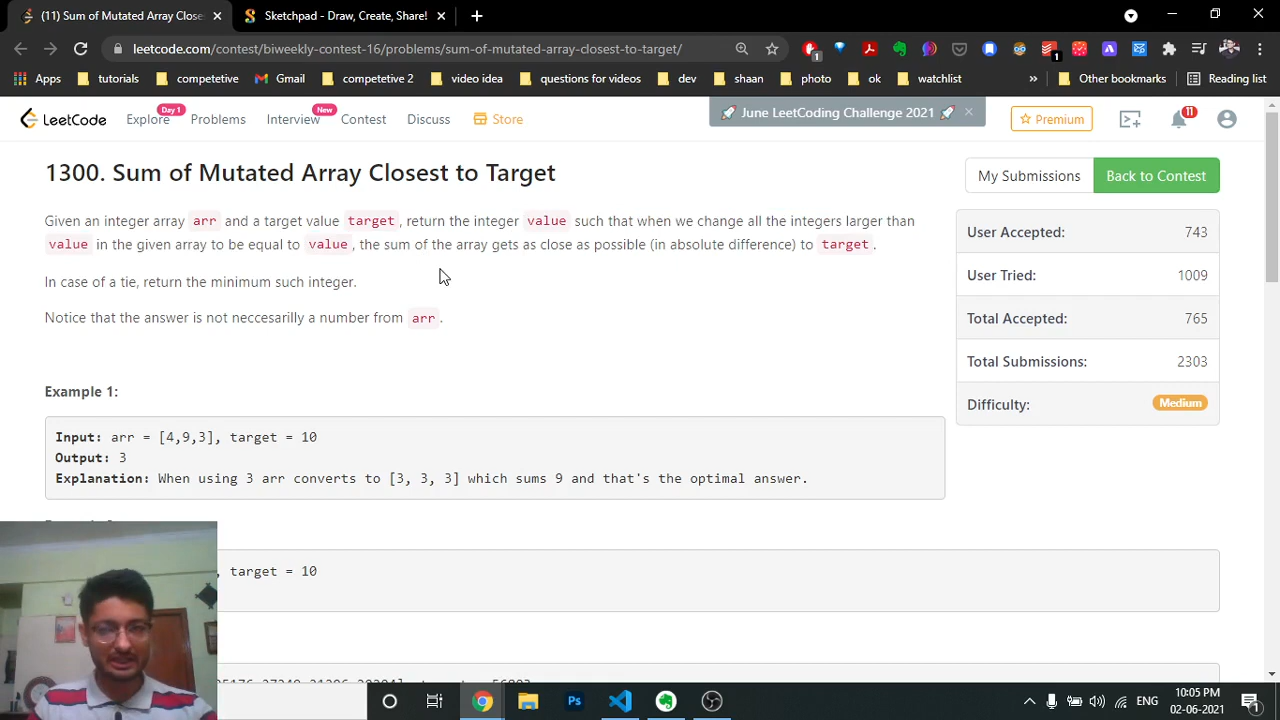 (11) Sum of Mutated Array Close
Sketchpad - Draw, Create, Share!
leetcode.com/contest/biweekly-contest-16/problems/sum-of-mutated-array-closest-to-target/
1
1
Apps
tutorials
competetive
Gmail
competetive 2
video idea
questions for videos
dev
shaan
photo
ok
watchlist
»
Other bookmarks
Reading list
LeetCode
Explore
Day 1
Problems
Interview
New
Contest
Discuss
Store
June LeetCoding Challenge 2021
Premium
11
1300. Sum of Mutated Array Closest to Target
My Submissions
Back to Contest
Given an integer array arr and a target value target, return the integer value such that when we change all the integers larger than
value in the given array to be equal to value, the sum of the array gets as close as possible (in absolute difference) to target.
In case of a tie, return the minimum such integer.
Notice that the answer is not neccesarilly a number from arr.
User Accepted: 743
User Tried: 1009
Total Accepted: 765
Total Submissions: 2303
Difficulty: Medium
Example 1:
Input: arr = [4,9,3], target = 10
Output: 3
Explanation: When using 3 arr converts to [3, 3, 3] which sums 9 and that's the optimal answer.
, target = 10
ENG
10:05 PM
02-06-2021
1